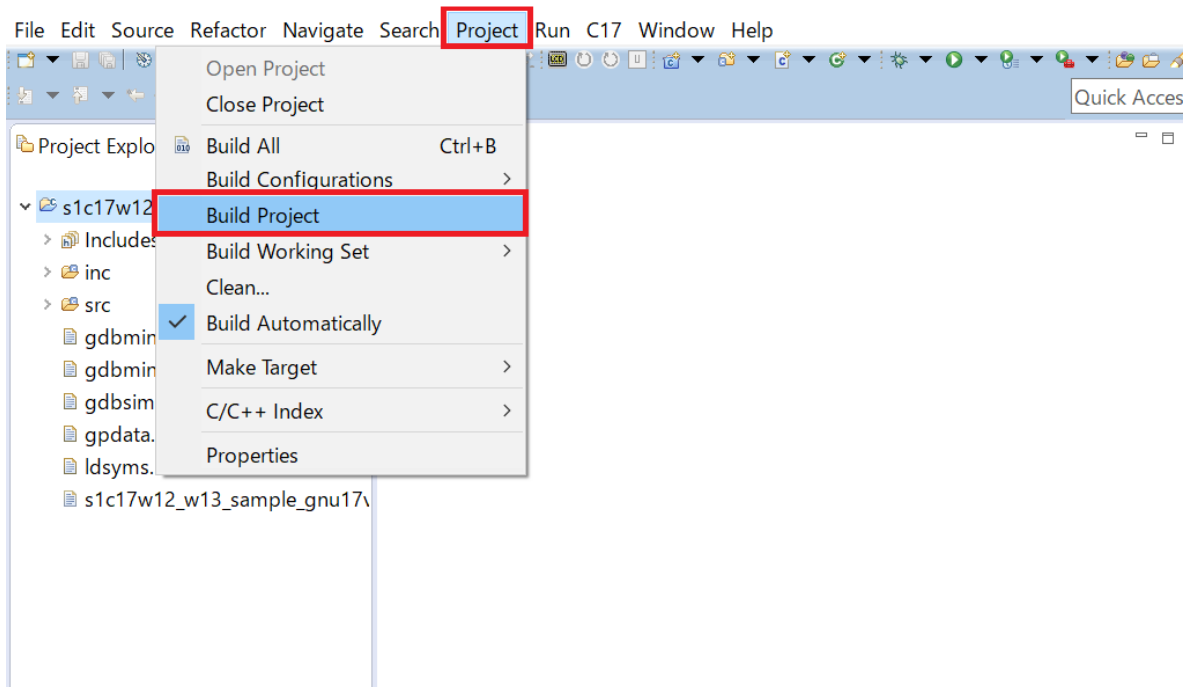 File Edit Source Refactor Navigate Search Project Run C17 Window Help
Quick Acces
Open Project
Close Project
Build All Ctrl+B
Build Configurations
Build Project
Build Working Set
Clean...
Build Automatically
Make Target
C/C++ Index
Properties
Project Explo
s1c17w12
Includes
inc
src
gdbmin
gdbmin
gdbsim
gpdata.
ldsyms.
s1c17w12_w13_sample_gnu17v